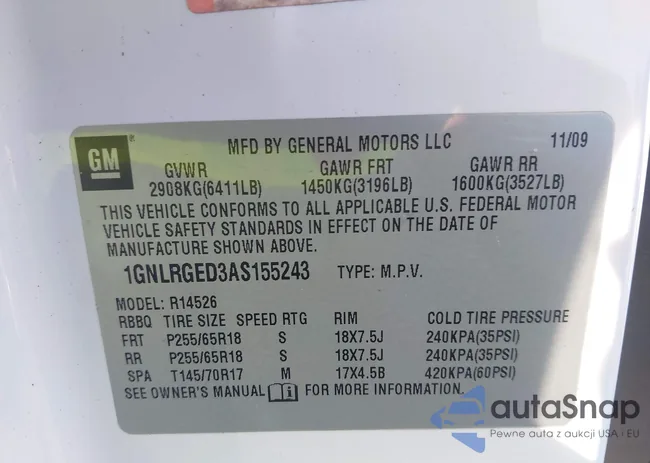 GM TM
MFD BY GENERAL MOTORS LLC 11/09
GVWR GAWR FRT GAWR RR
2908KG(6411LB) 1450KG(3196LB) 1600KG(3527LB)
THIS VEHICLE CONFORMS TO ALL APPLICABLE U.S. FEDERAL MOTOR
VEHICLE SAFETY STANDARDS IN EFFECT ON THE DATE OF
MANUFACTURE SHOWN ABOVE.
1GNLRGED3AS155243 TYPE: M.P.V.
MODEL: R14526
RBBQ TIRE SIZE SPEED RTG RIM COLD TIRE PRESSURE
FRT P255/65R18 S 18X7.5J 240KPA(35PSI)
RR P255/65R18 S 18X7.5J 240KPA(35PSI)
SPA T145/70R17 M 17X4.5B 420KPA(60PSI)
SEE OWNER'S MANUAL FOR MORE INFORMATION.
autaSnap
Pewne auta z aukcji USA i EU